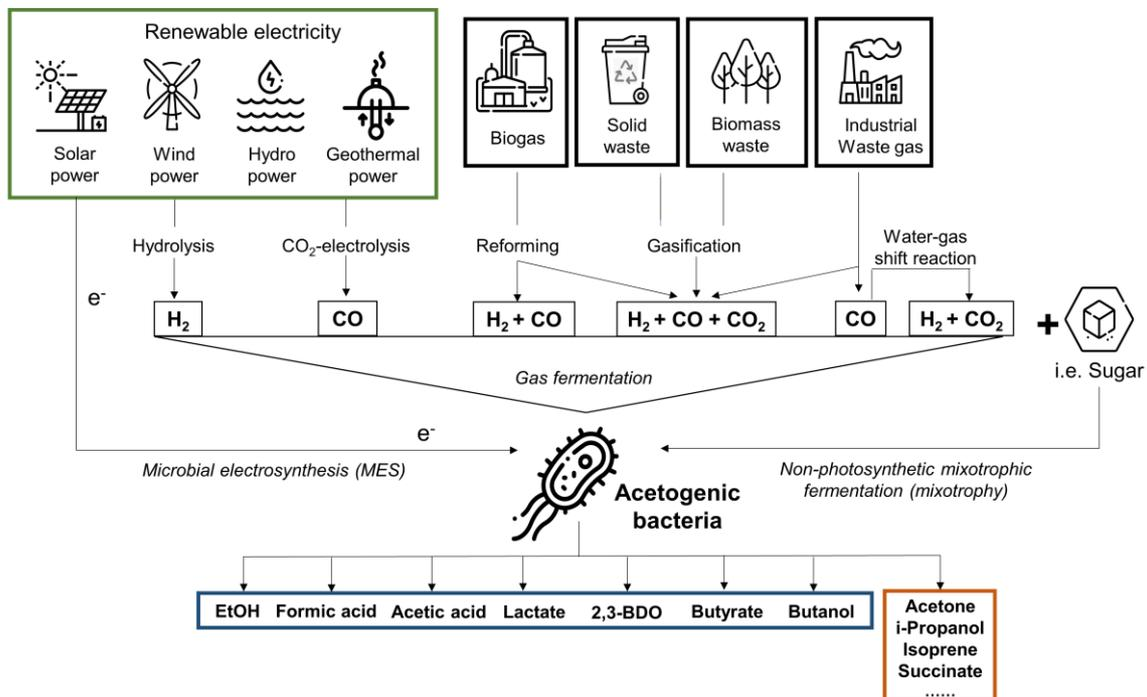 Renewable electricity
Solar
power
Wind
power
Hydro
power
Geothermal
power
Biogas
Solid
waste
Biomass
waste
Industrial
Waste gas
Hydrolysis
CO₂-electrolysis
Reforming
Gasification
Water-gas
shift reaction
e⁻
H₂
CO
H₂ + CO
H₂ + CO + CO₂
CO
H₂ + CO₂
+
i.e. Sugar
Gas fermentation
e⁻
Microbial electrosynthesis (MES)
Non-photosynthetic mixotrophic
fermentation (mixotrophy)
Acetogenic
bacteria
EtOH
Formic acid
Acetic acid
Lactate
2,3-BDO
Butyrate
Butanol
Acetone
i-Propanol
Isoprene
Succinate
......